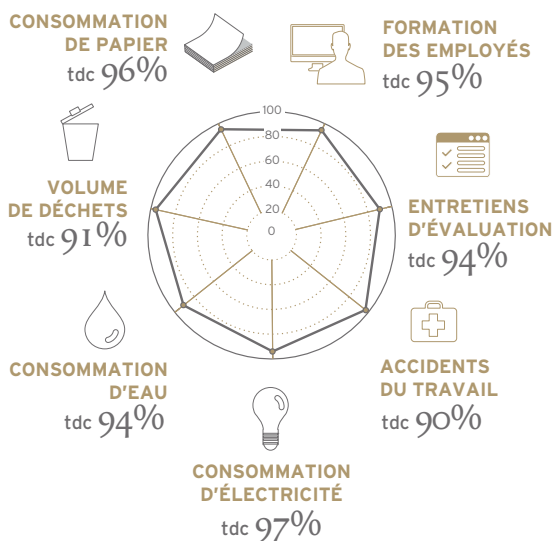 CONSOMMATION
DE PAPIER
tdc 96%
FORMATION
DES EMPLOYÉS
tdc 95%
100
80
60
40
20
0
VOLUME
DE DÉCHETS
tdc 91%
ENTRETIENS
D'ÉVALUATION
tdc 94%
CONSOMMATION
D'EAU
tdc 94%
ACCIDENTS
DU TRAVAIL
tdc 90%
CONSOMMATION
D'ÉLECTRICITÉ
tdc 97%